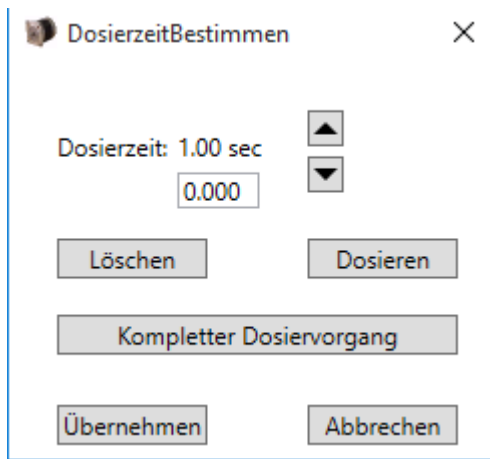 DosierzeitBestimmen
Dosierzeit: 1.00 sec
0.000
Löschen Dosieren
Kompletter Dosiervorgang
Übernehmen Abbrechen